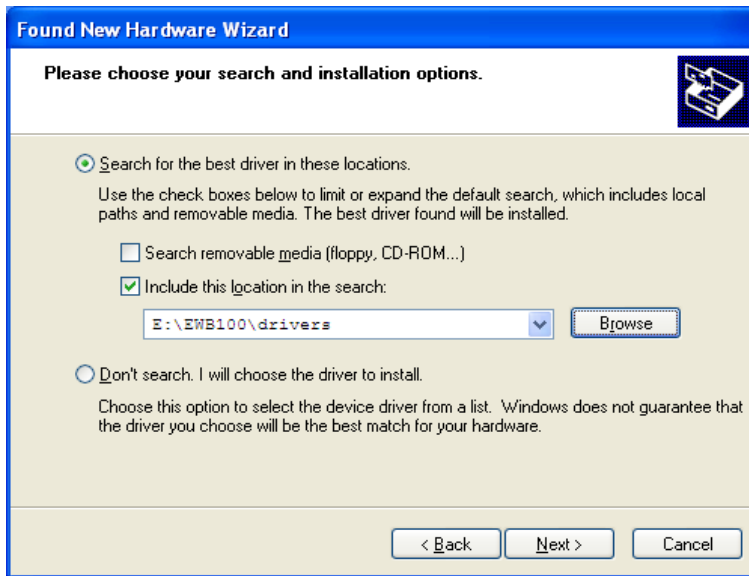 Found New Hardware Wizard
Please choose your search and installation options.
Search for the best driver in these locations.
Use the check boxes below to limit or expand the default search, which includes local
paths and removable media. The best driver found will be installed.
Search removable media (floppy, CD-ROM...)
Include this location in the search:
E:\EWB100\drivers
Browse
Don't search. I will choose the driver to install.
Choose this option to select the device driver from a list. Windows does not guarantee that
the driver you choose will be the best match for your hardware.
< Back
Next >
Cancel